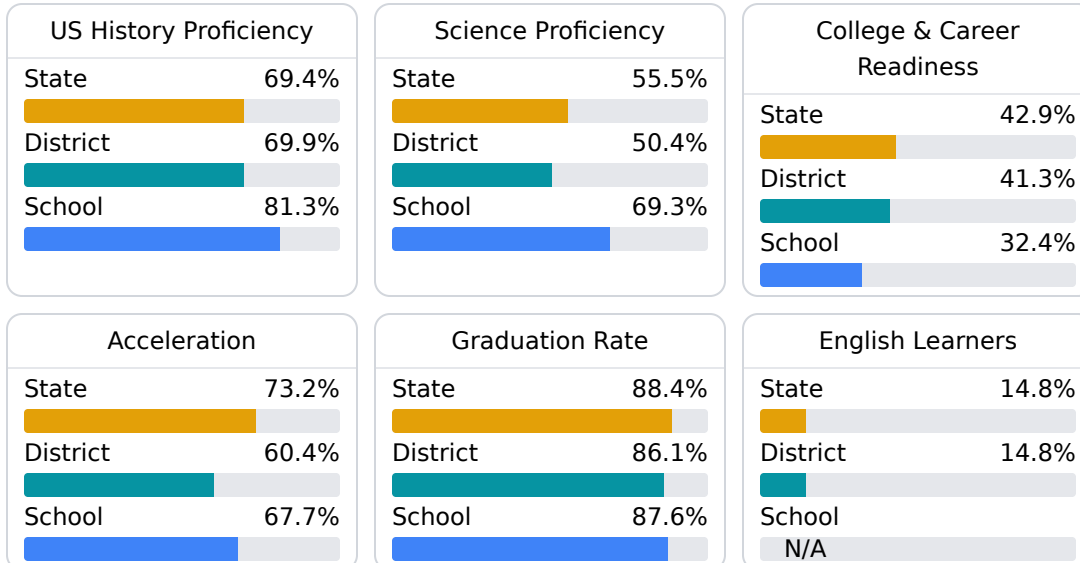 US History Proficiency
State 69.4%
District 69.9%
School 81.3%
Science Proficiency
State 55.5%
District 50.4%
School 69.3%
College & Career
Readiness
State 42.9%
District 41.3%
School 32.4%
Acceleration
State 73.2%
District 60.4%
School 67.7%
Graduation Rate
State 88.4%
District 86.1%
School 87.6%
English Learners
State 14.8%
District 14.8%
School
N/A